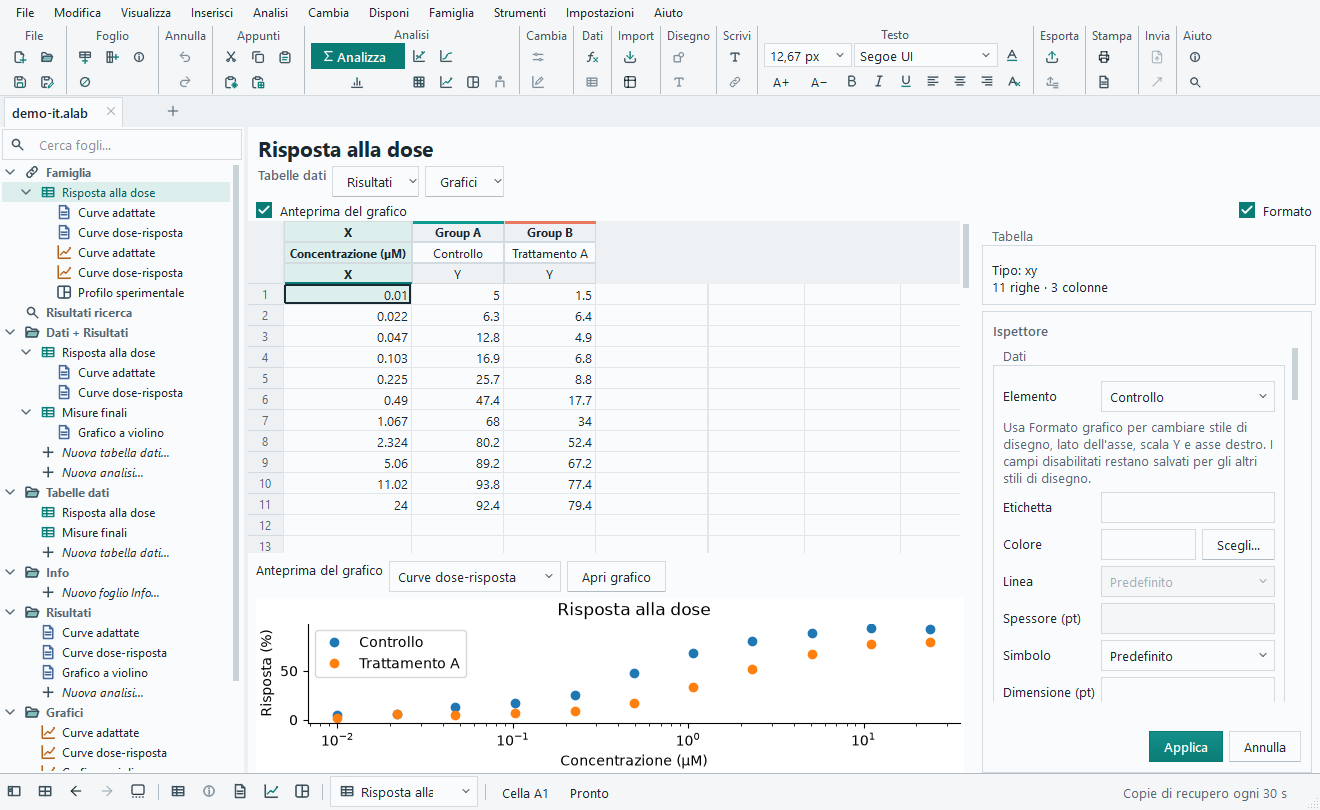 File Modifica Visualizza Inserisci Analisi Cambia Disponi Famiglia Strumenti Impostazioni Aiuto
File Foglio Annulla Appunti Analisi Cambia Dati Import Disegno Scrivi Testo Esporta Stampa Invia Aiuto
Σ Analizza
12,67 px
Segoe UI
A+ A− B I U
demo-it.alab
Cerca fogli...
Famiglia
Risposta alla dose
Curve adattate
Curve dose-risposta
Curve adattate
Curve dose-risposta
Profilo sperimentale
Risultati ricerca
Dati + Risultati
Risposta alla dose
Curve adattate
Curve dose-risposta
Misure finali
Grafico a violino
Nuova tabella dati...
Nuova analisi...
Tabelle dati
Risposta alla dose
Misure finali
Nuova tabella dati...
Info
Nuovo foglio Info...
Risultati
Curve adattate
Curve dose-risposta
Grafico a violino
Nuova analisi...
Grafici
Curve adattate
Curve dose-risposta
Risposta alla dose
Tabelle dati Risultati Grafici
Anteprima del grafico
Formato
X Group A Group B
Concentrazione (µM) Controllo Trattamento A
X Y Y
1 0.01 5 1.5
2 0.022 6.3 6.4
3 0.047 12.8 4.9
4 0.103 16.9 6.8
5 0.225 25.7 8.8
6 0.49 47.4 17.7
7 1.067 68 34
8 2.324 80.2 52.4
9 5.06 89.2 67.2
10 11.02 93.8 77.4
11 24 92.4 79.4
12
13
Anteprima del grafico Curve dose-risposta Apri grafico
Risposta alla dose
Controllo
Trattamento A
Risposta (%)
50
0
10⁻² 10⁻¹ 10⁰ 10¹
Concentrazione (µM)
Tabella
Tipo: xy
11 righe · 3 colonne
Ispettore
Dati
Elemento Controllo
Usa Formato grafico per cambiare stile di
disegno, lato dell'asse, scala Y e asse destro. I
campi disabilitati restano salvati per gli altri
stili di disegno.
Etichetta
Colore Scegli...
Linea Predefinito
Spessore (pt)
Simbolo Predefinito
Dimensione (pt)
Applica Annulla
Risposta alla Cella A1 Pronto Copie di recupero ogni 30 s